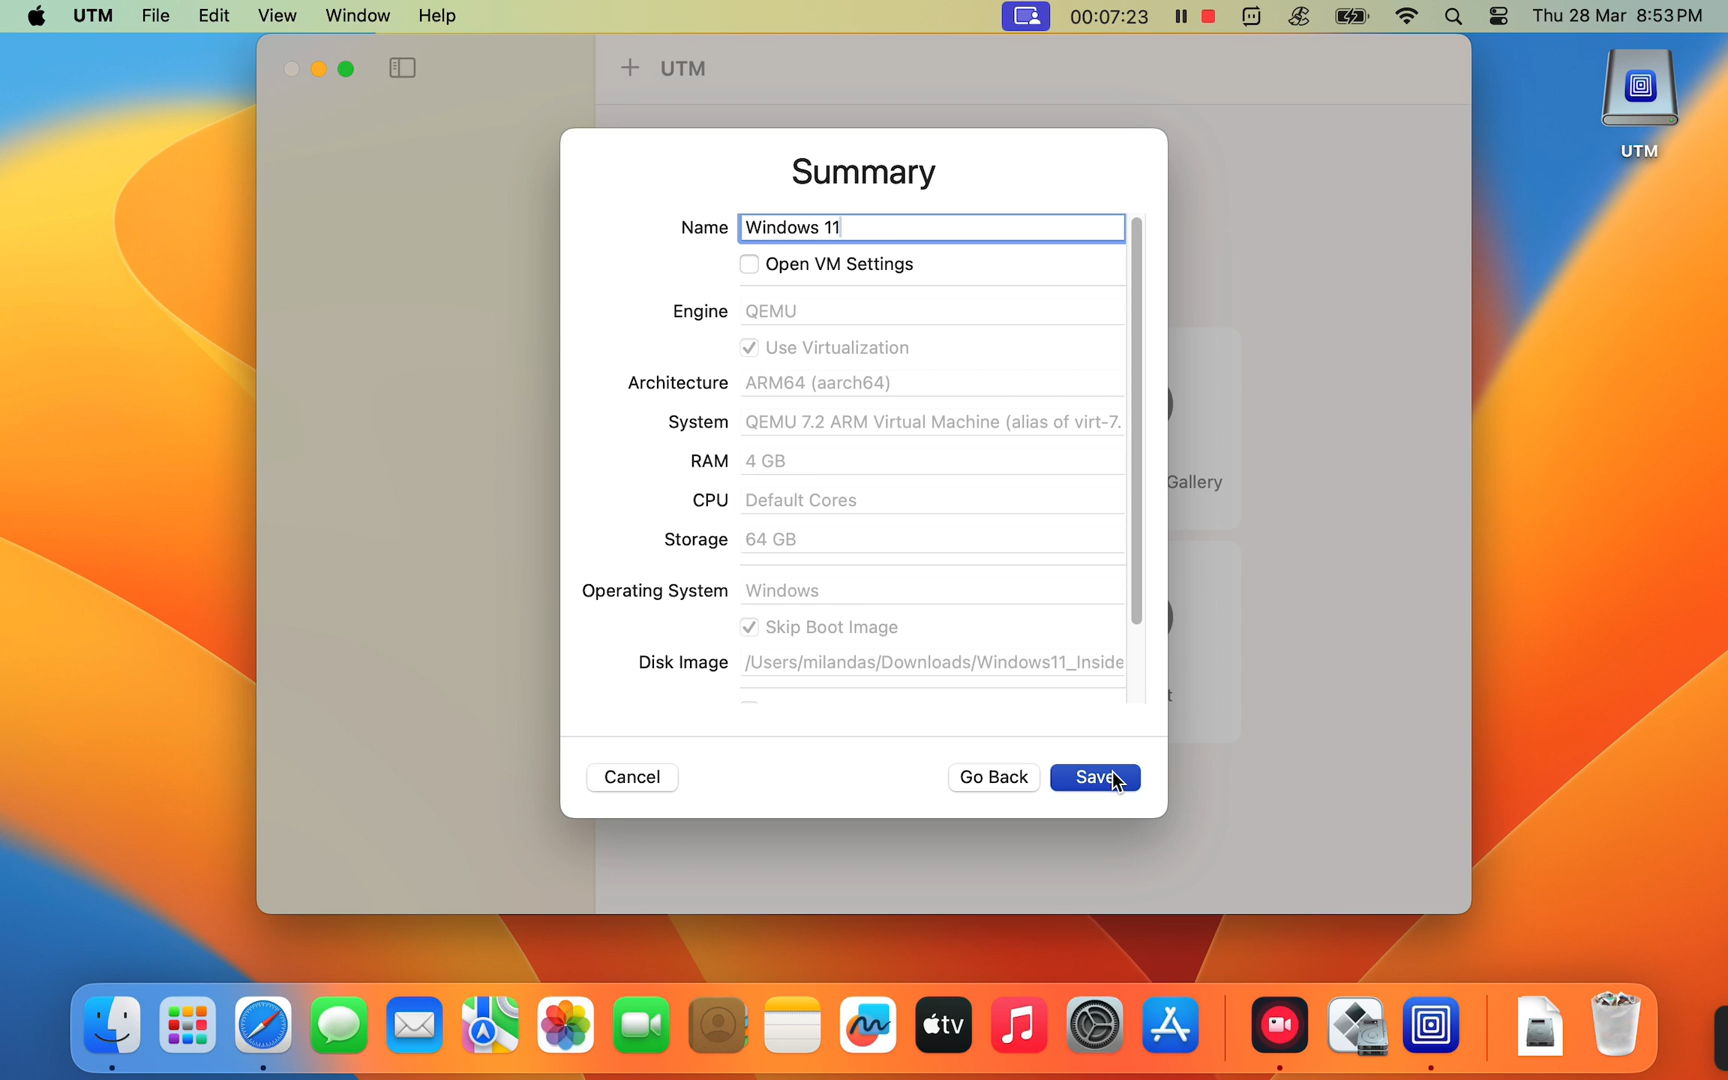 UTM File Edit View Window Help 00:07:23 Thu 28 Mar 8:53 PM
UTM
UTM
Summary
Name Windows 11
Open VM Settings
Engine QEMU
Use Virtualization
Architecture ARM64 (aarch64)
System QEMU 7.2 ARM Virtual Machine (alias of virt-7.
RAM 4 GB
CPU Default Cores
Storage 64 GB
Operating System Windows
Skip Boot Image
Disk Image /Users/milandas/Downloads/Windows11_Inside
Gallery
t
Cancel Go Back Save
tv